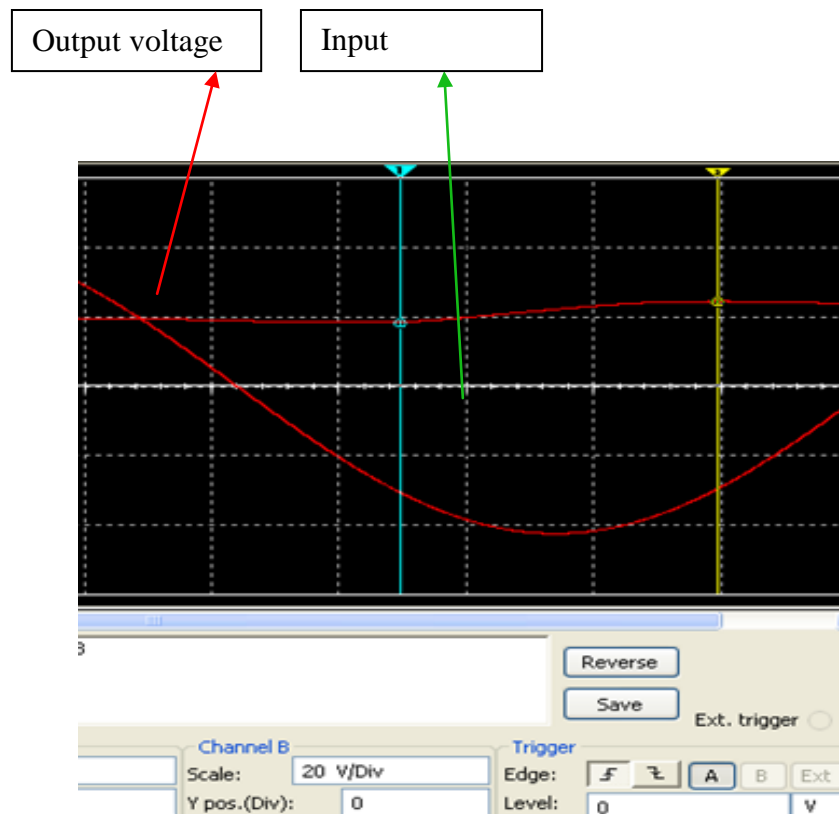 Output voltage
Input
Reverse
Save
Ext. trigger
Channel B
Trigger
Scale:
20 V/Div
Edge:
A
B
Ext
Y pos.(Div):
0
Level:
0
V